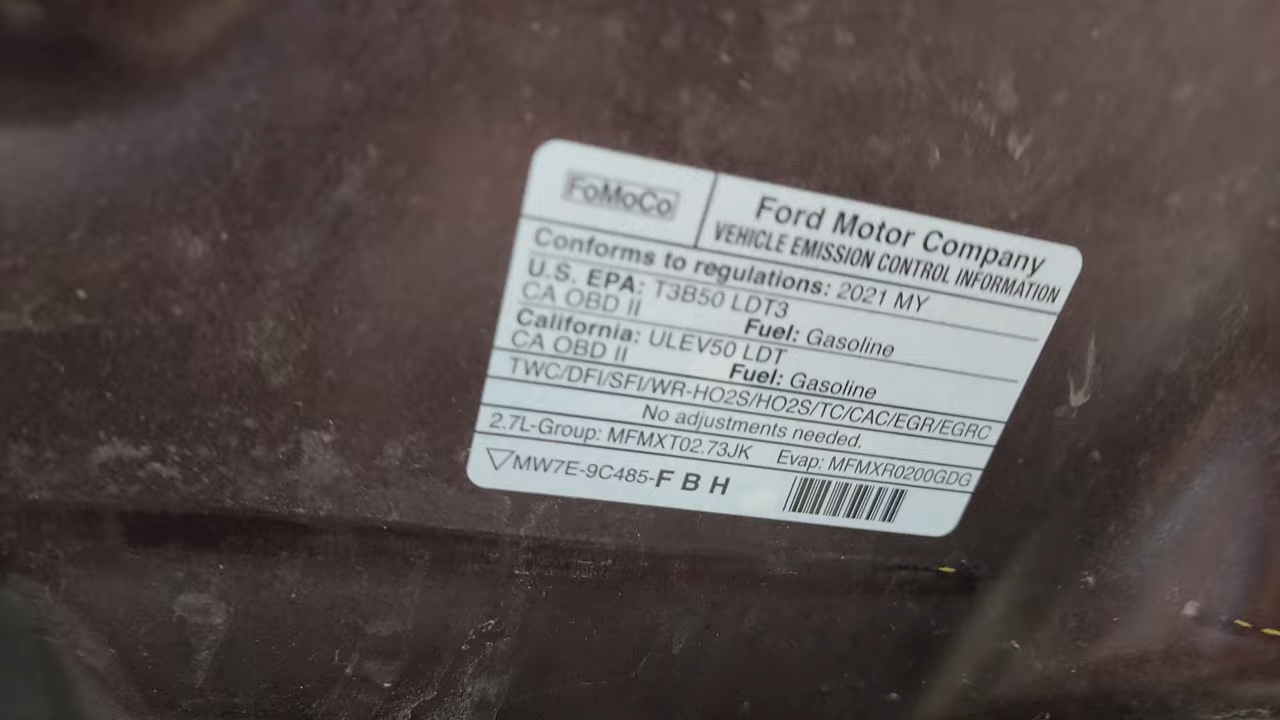 FoMoCo
Ford Motor Company
VEHICLE EMISSION CONTROL INFORMATION
Conforms to regulations: 2021 MY
U.S. EPA: T3B50 LDT3
CA OBD II Fuel: Gasoline
California: ULEV50 LDT
CA OBD II Fuel: Gasoline
TWC/DFI/SFI/WR-HO2S/HO2S/TC/CAC/EGR/EGRC
No adjustments needed.
2.7L-Group: MFMXT02.73JK Evap: MFMXR0200GDG
MW7E-9C485-F B H